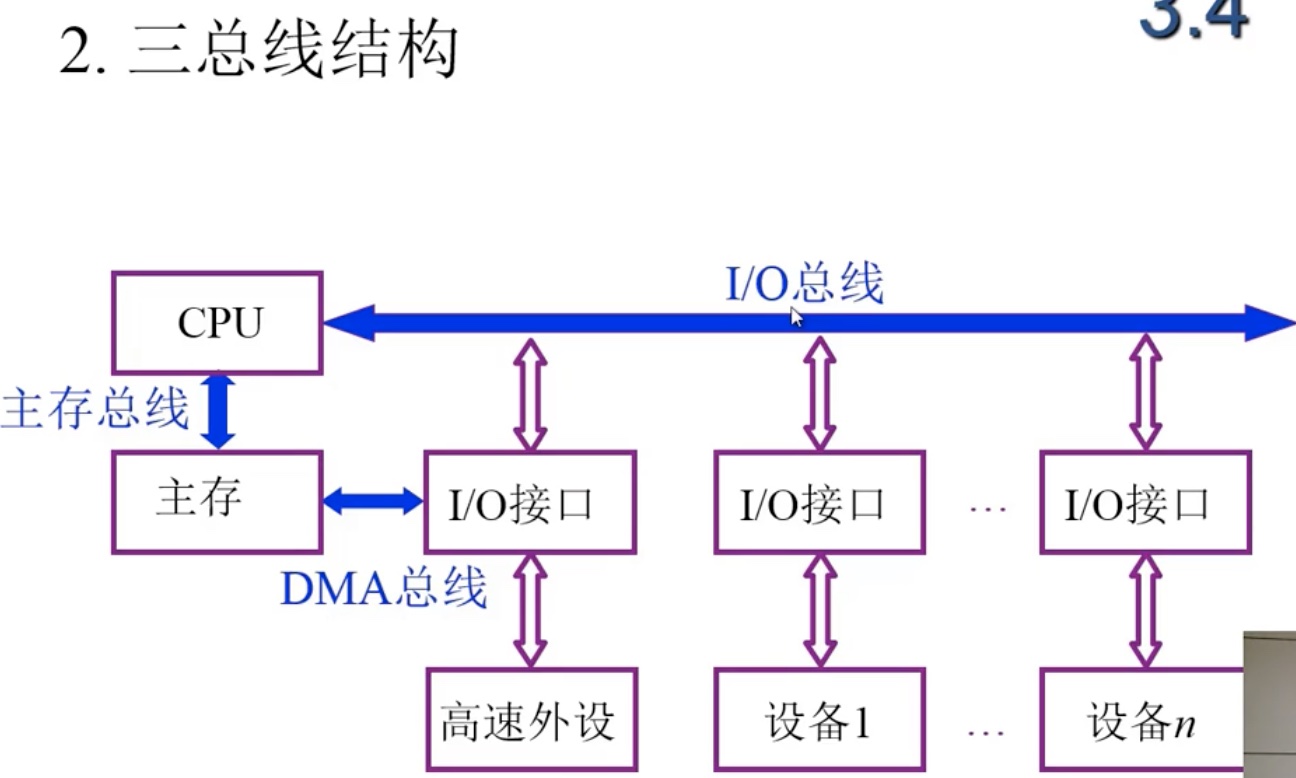 3.4
2. 三总线结构
I/O总线
CPU
主存总线
主存
I/O接口
I/O接口
...
I/O接口
DMA总线
高速外设
设备1
...
设备n